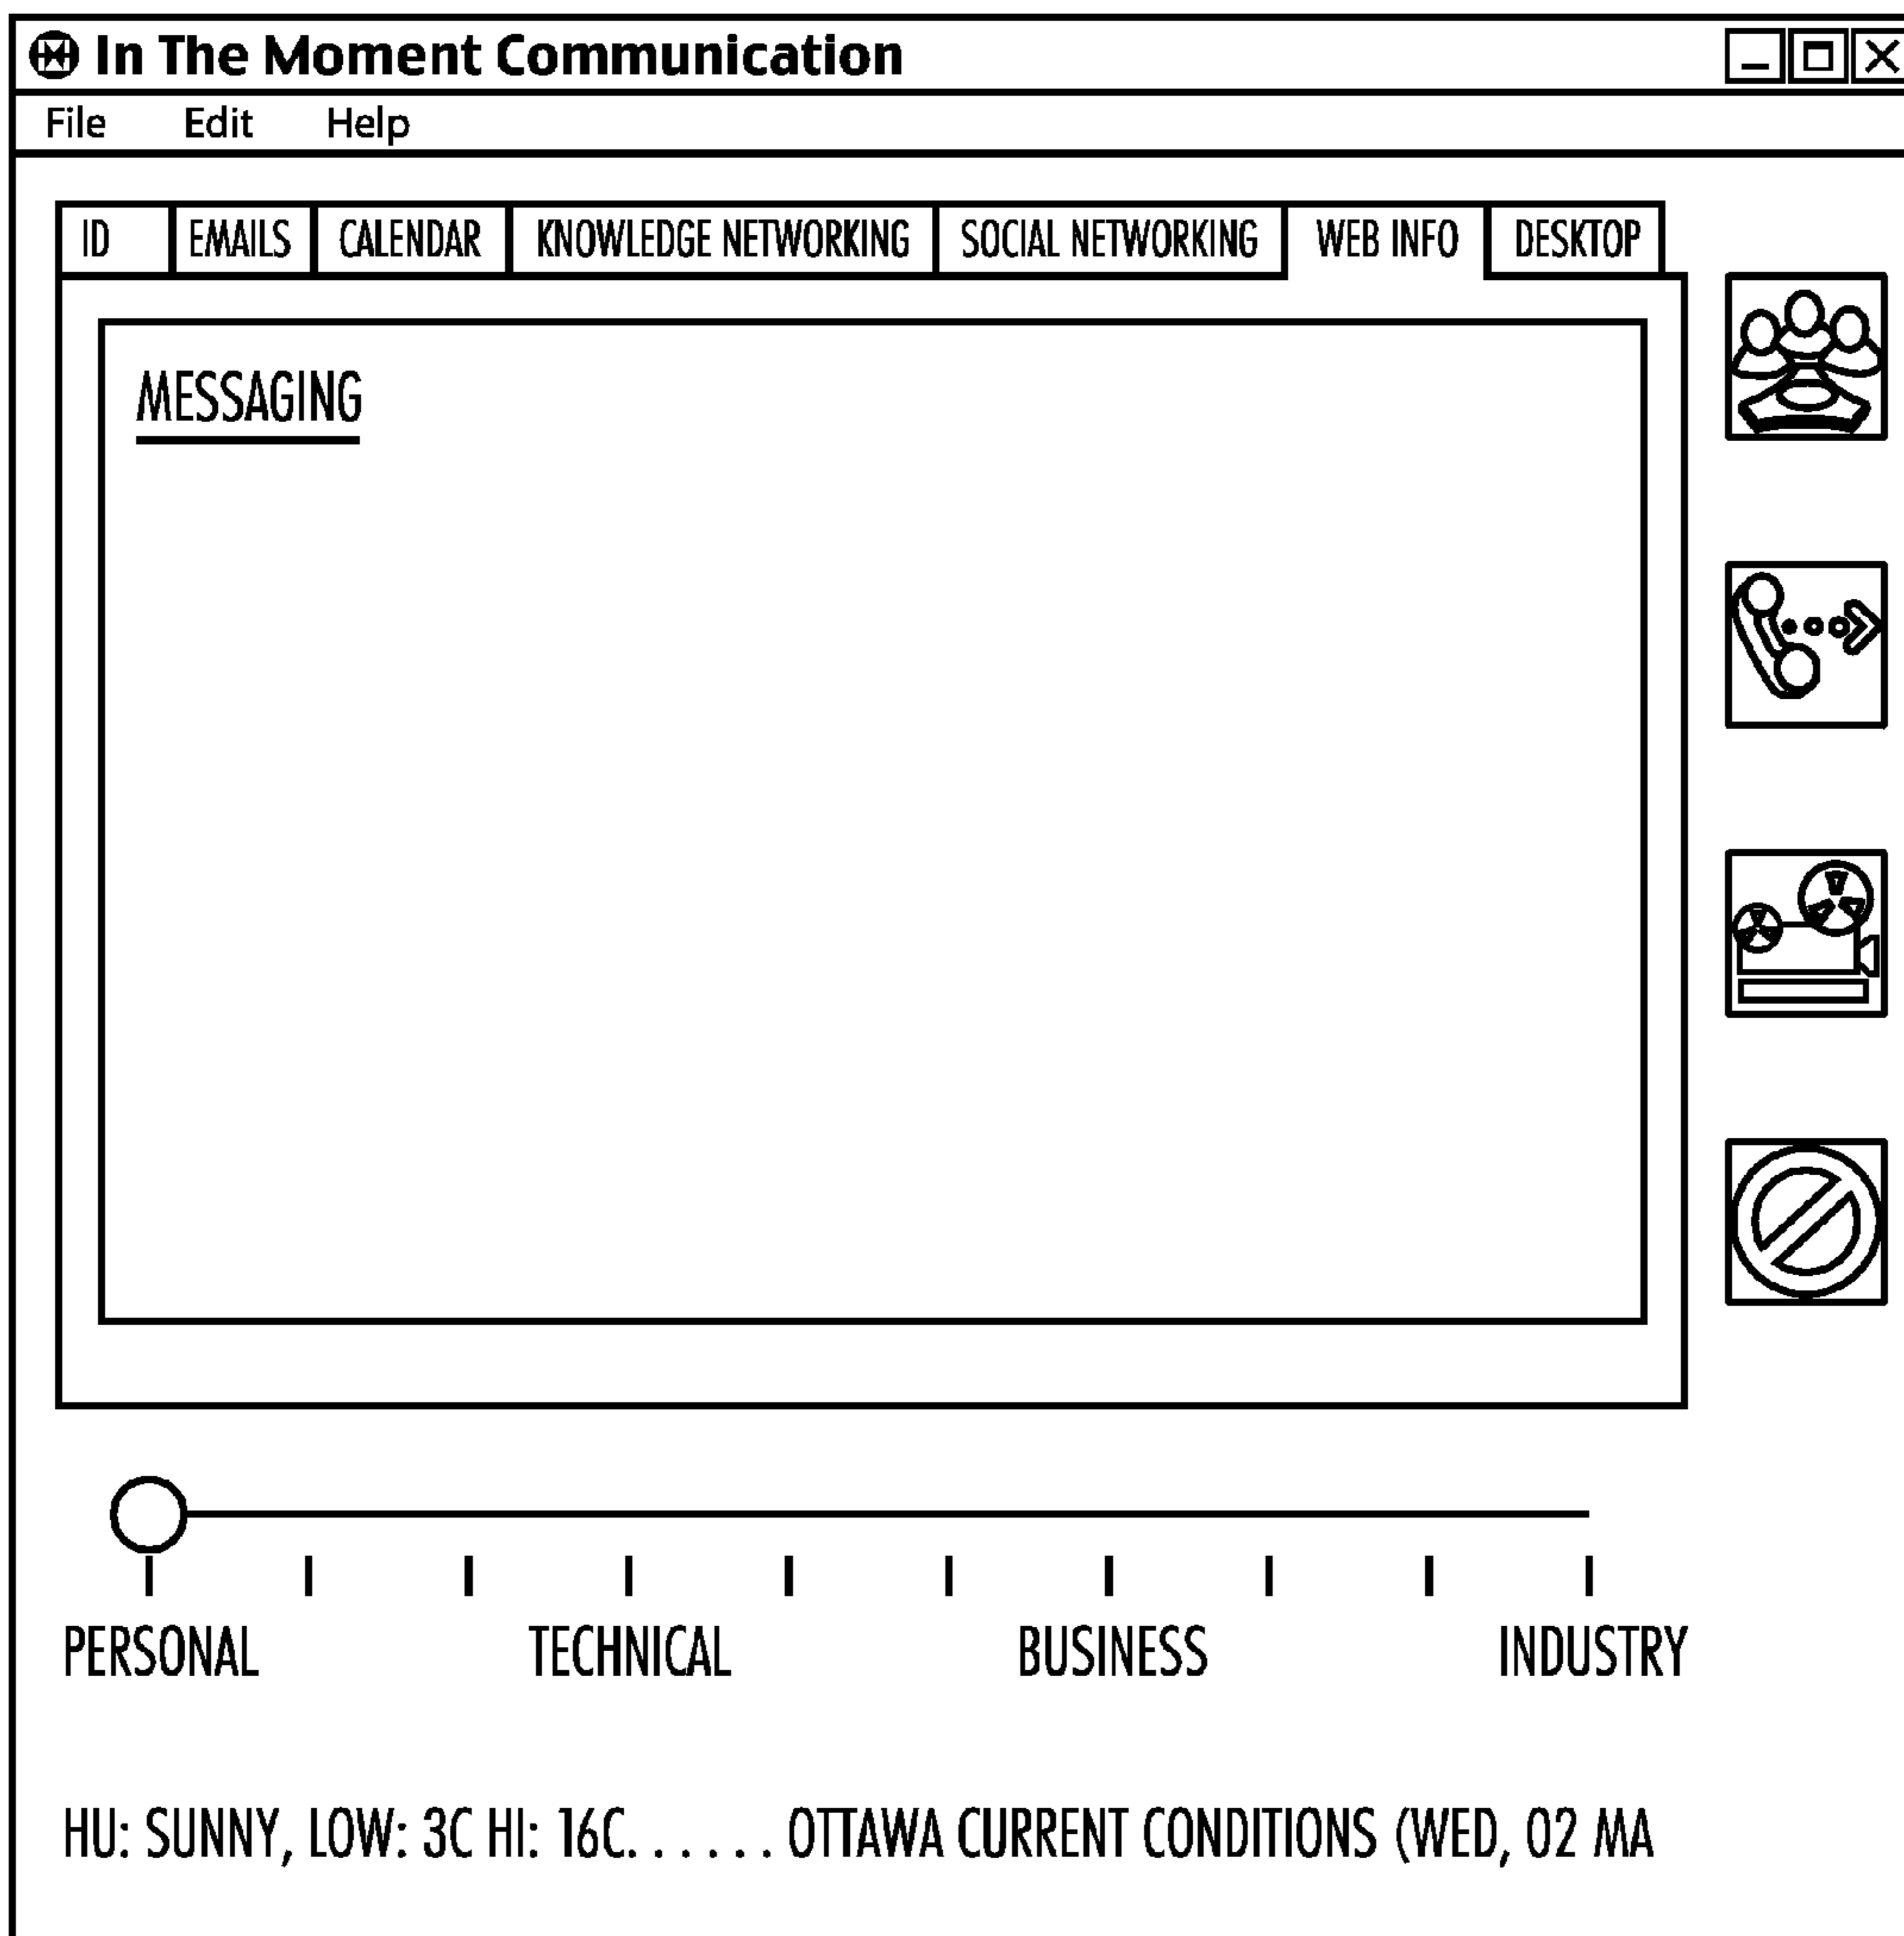 In The Moment Communication
File Edit Help
ID EMAILS CALENDAR KNOWLEDGE NETWORKING SOCIAL NETWORKING WEB INFO DESKTOP
MESSAGING
PERSONAL TECHNICAL BUSINESS INDUSTRY
HU: SUNNY, LOW: 3C HI: 16C. . . . . . OTTAWA CURRENT CONDITIONS (WED, 02 MA